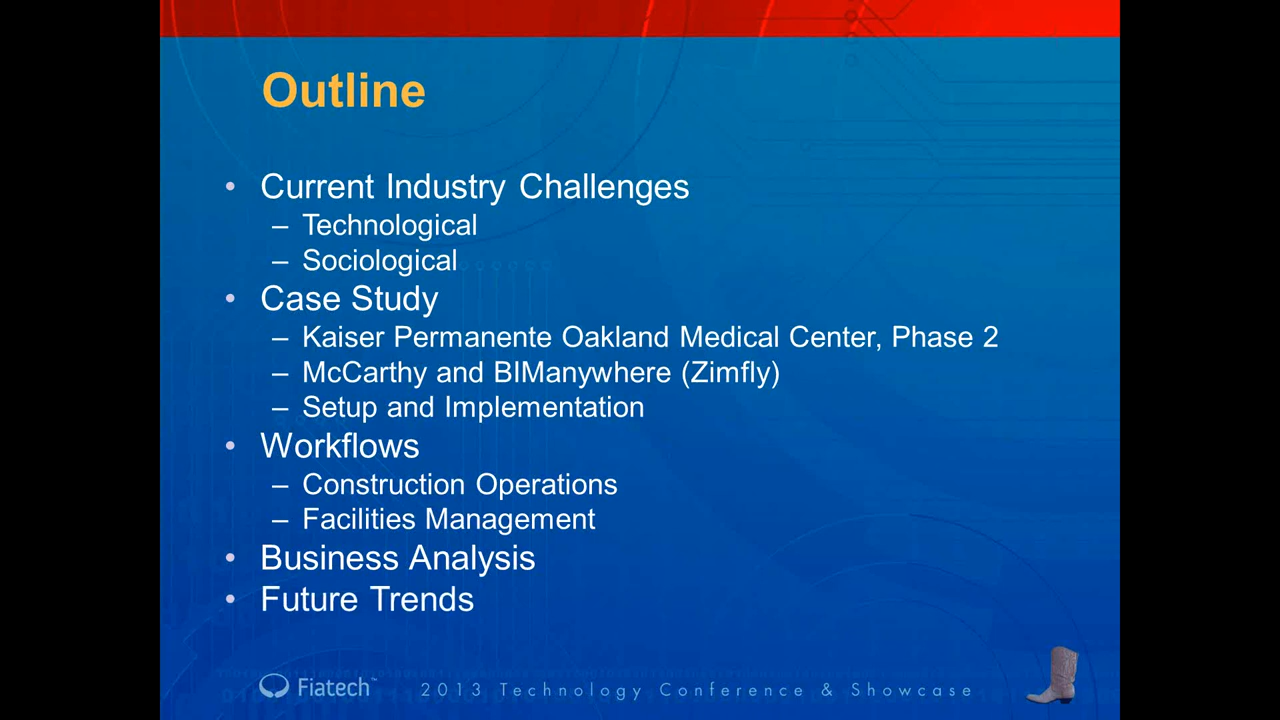 Outline
• Current Industry Challenges
– Technological
– Sociological
• Case Study
– Kaiser Permanente Oakland Medical Center, Phase 2
– McCarthy and BIManywhere (Zimfly)
– Setup and Implementation
• Workflows
– Construction Operations
– Facilities Management
• Business Analysis
• Future Trends
Fiatech™ 2013 Technology Conference & Showcase